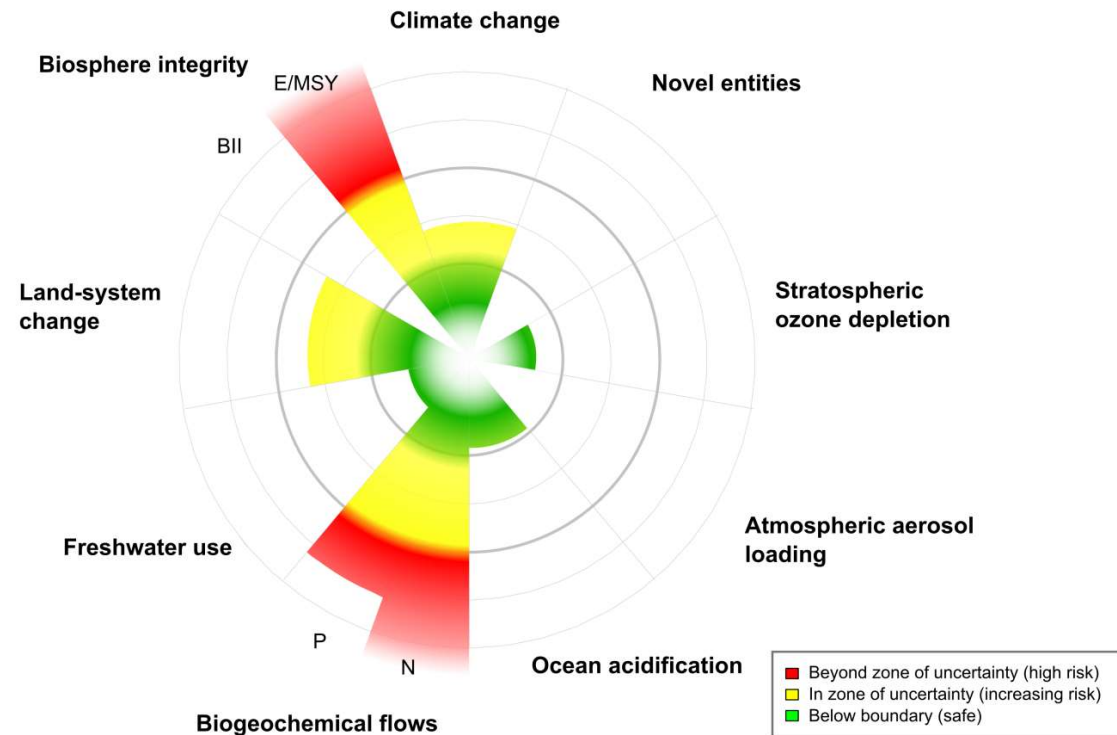 Climate change
Biosphere integrity
E/MSY
Novel entities
BII
Land-system
change
Stratospheric
ozone depletion
Freshwater use
Atmospheric aerosol
loading
P
N
Ocean acidification
Biogeochemical flows
Beyond zone of uncertainty (high risk)
In zone of uncertainty (increasing risk)
Below boundary (safe)